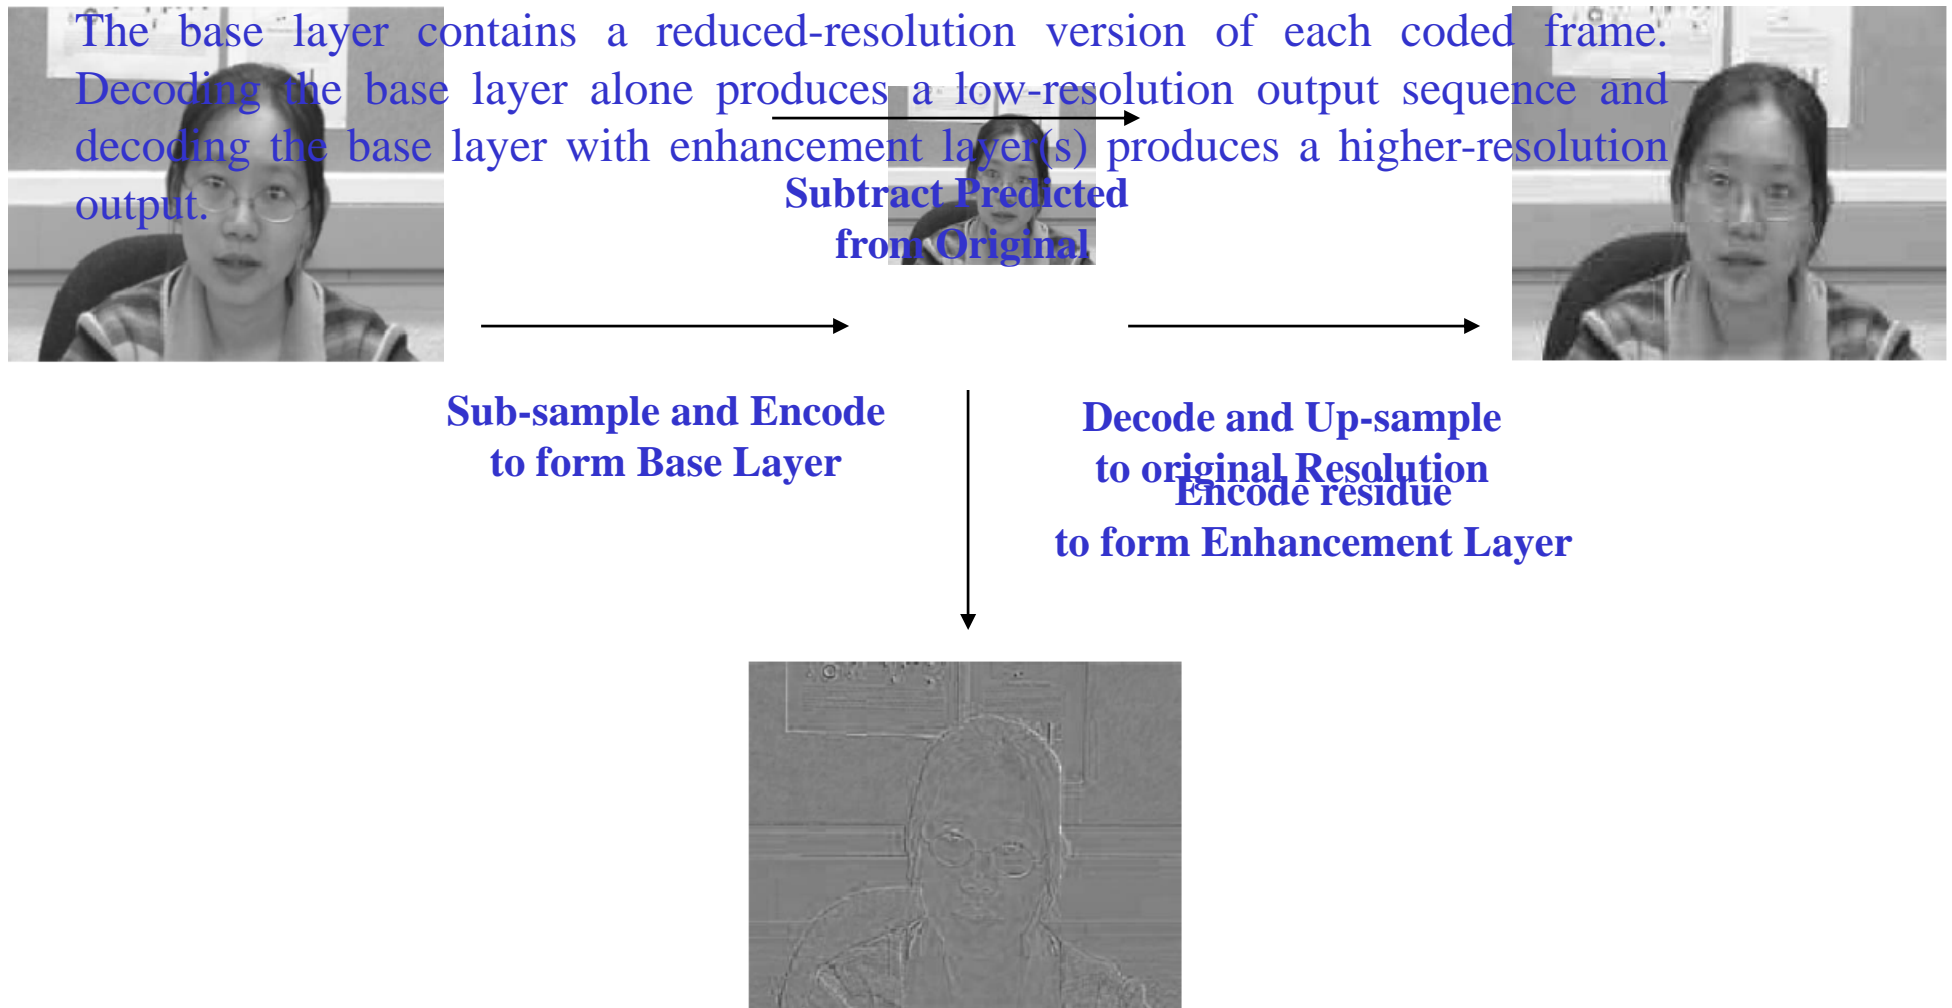 The base layer contains a reduced-resolution version of each coded frame.
Decoding the base layer alone produces a low-resolution output sequence and
decoding the base layer with enhancement layer(s) produces a higher-resolution
output.
Subtract Predicted
from Original
Sub-sample and Encode
to form Base Layer
Decode and Up-sample
to original Resolution
Encode residue
to form Enhancement Layer